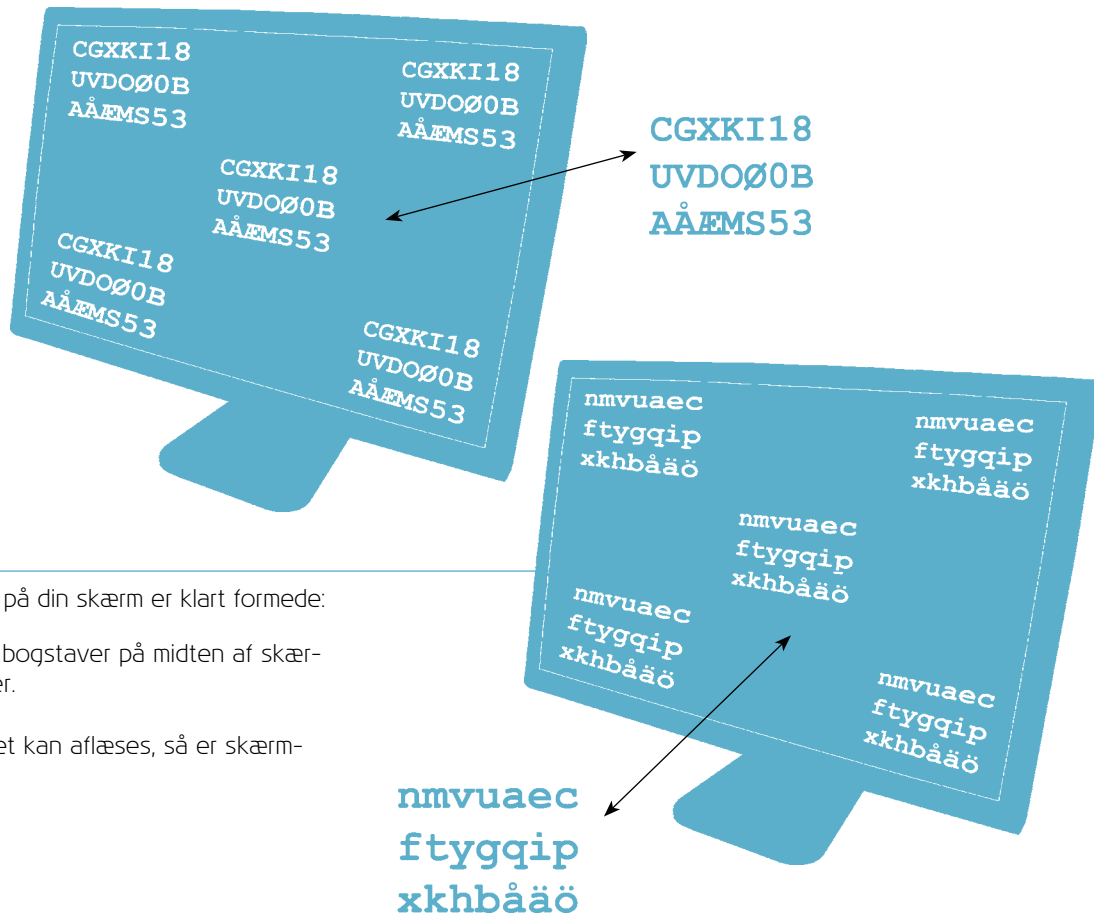 CGXKI18
UVDOØ0B
AÅÆMS53
CGXKI18
UVDOØ0B
AÅÆMS53
CGXKI18
UVDOØ0B
AÅÆMS53
CGXKI18
UVDOØ0B
AÅÆMS53
CGXKI18
UVDOØ0B
AÅÆMS53
CGXKI18
UVDOØ0B
AÅÆMS53
nmvuaec
ftygqip
xkhbåäö
nmvuaec
ftygqip
xkhbåäö
nmvuaec
ftygqip
xkhbåäö
nmvuaec
ftygqip
xkhbåäö
nmvuaec
ftygqip
xkhbåäö
på din skærm er klart formede:
bogstaver på midten af skær-
er.
et kan aflæses, så er skærm-
nmvuaec
ftygqip
xkhbåäö